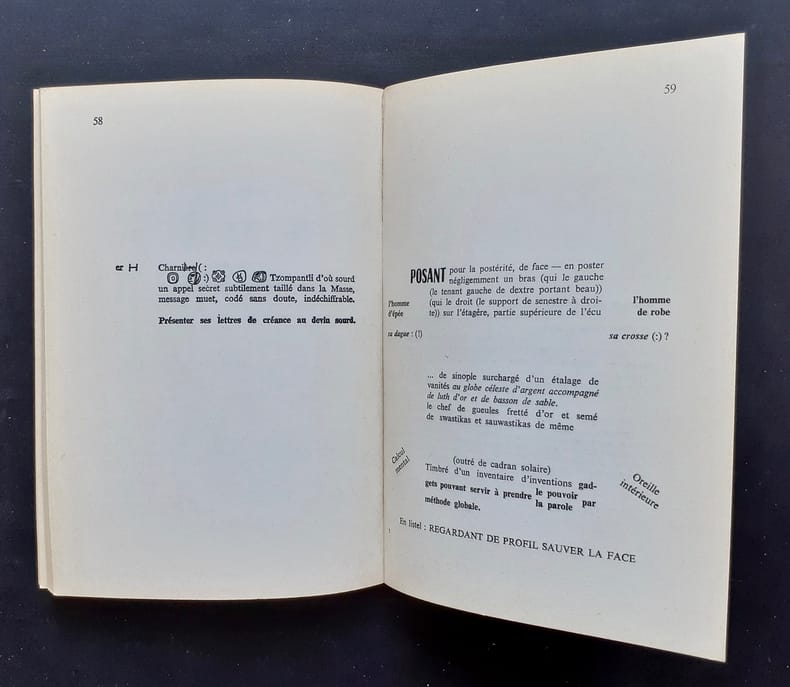 58
er H Charni ( :
:) Tzompantli d'où sourd
un appel secret subtilement taillé dans la Masse,
message muet, codé sans doute, indéchiffrable.
Présenter ses lettres de créance au devin sourd.
59
POSANT pour la postérité, de face — en poster
négligemment un bras (qui le gauche
(le tenant gauche de dextre portant beau))
l'homme d'épée
(qui le droit (le support de senestre à droi-
te)) sur l'étagère, partie supérieure de l'écu
l'homme
de robe
sa dague : (!)
sa crosse (:) ?
... de sinople surchargé d'un étalage de
vanités au globe céleste d'argent accompagné
de luth d'or et de basson de sable.
le chef de gueules fretté d'or et semé
de swastikas et sauwastikas de même
Calcul
mental
(outré de cadran solaire)
Timbré d'un inventaire d'inventions gad-
gets pouvant servir à prendre le pouvoir par
méthode globale. la parole
Oreille
intérieure
En listel : REGARDANT DE PROFIL SAUVER LA FACE